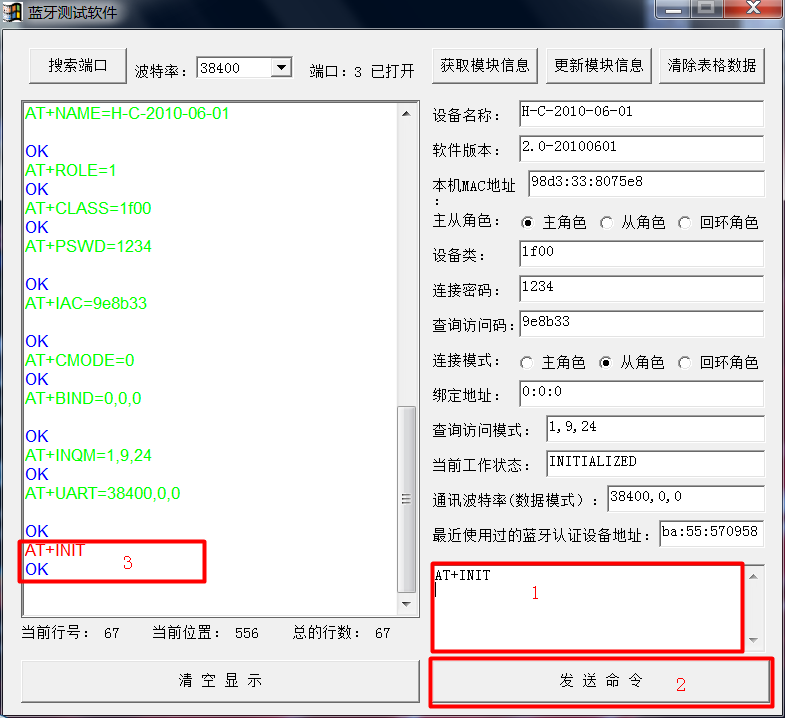 蓝牙测试软件
搜索端口
波特率：
38400
端口：3 已打开
获取模块信息
更新模块信息
清除表格数据
AT+NAME=H-C-2010-06-01
OK
AT+ROLE=1
OK
AT+CLASS=1f00
OK
AT+PSWD=1234
OK
AT+IAC=9e8b33
OK
AT+CMODE=0
OK
AT+BIND=0,0,0
OK
AT+INQM=1,9,24
OK
AT+UART=38400,0,0
OK
AT+INIT
OK
3
当前行号： 67
当前位置： 556
总的行数： 67
清 空 显 示
设备名称：
H-C-2010-06-01
软件版本：
2.0-20100601
本机MAC地址
：
98d3:33:8075e8
主从角色：
主角色
从角色
回环角色
设备类：
1f00
连接密码：
1234
查询访问码：
9e8b33
连接模式：
主角色
从角色
回环角色
绑定地址：
0:0:0
查询访问模式：
1,9,24
当前工作状态：
INITIALIZED
通讯波特率(数据模式）：
38400,0,0
最近使用过的蓝牙认证设备地址：
ba:55:570958
AT+INIT
1
发 送 命 令
2